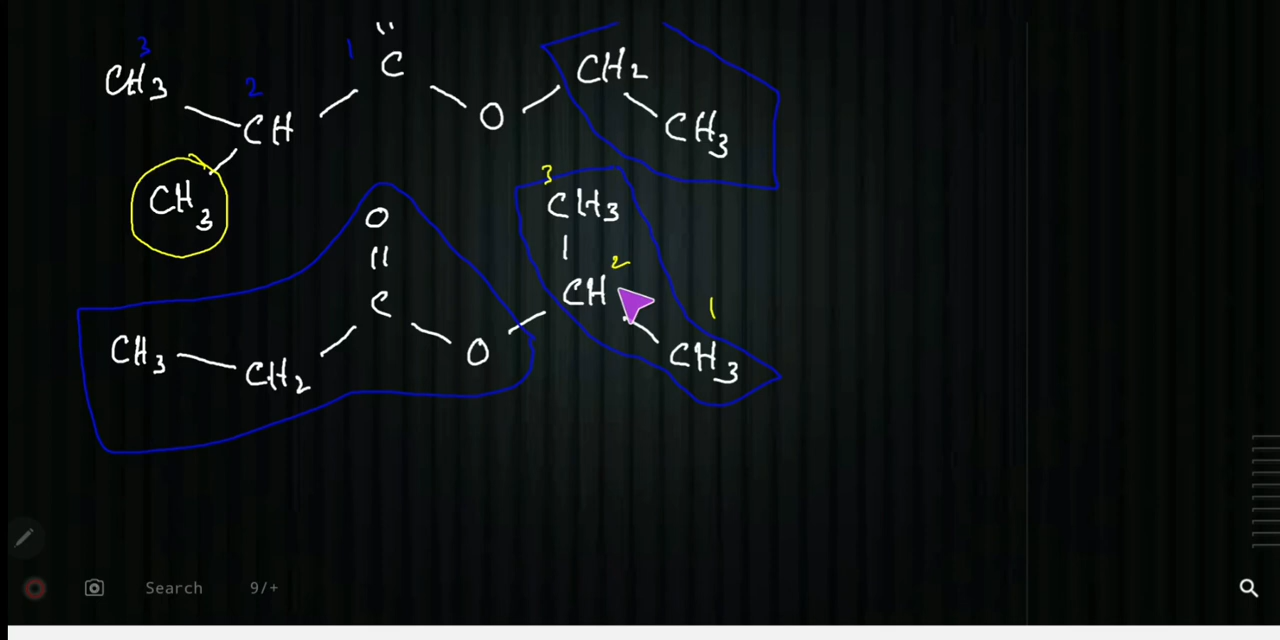 3 1 "
CH3 2 C CH2
CH O CH3
CH3
3
O CH3
|| | 2
C CH 1
CH3 CH2 O CH3
Search 9/+